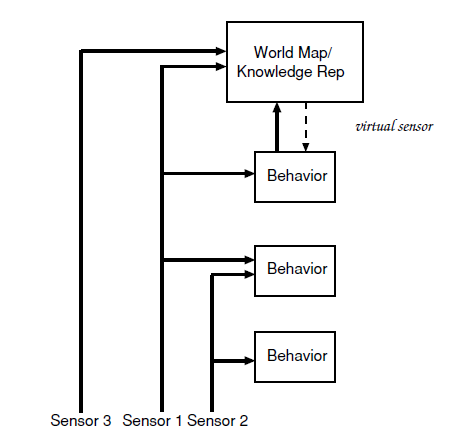 World Map/
Knowledge Rep
virtual sensor
Behavior
Behavior
Behavior
Sensor 3 Sensor 1 Sensor 2